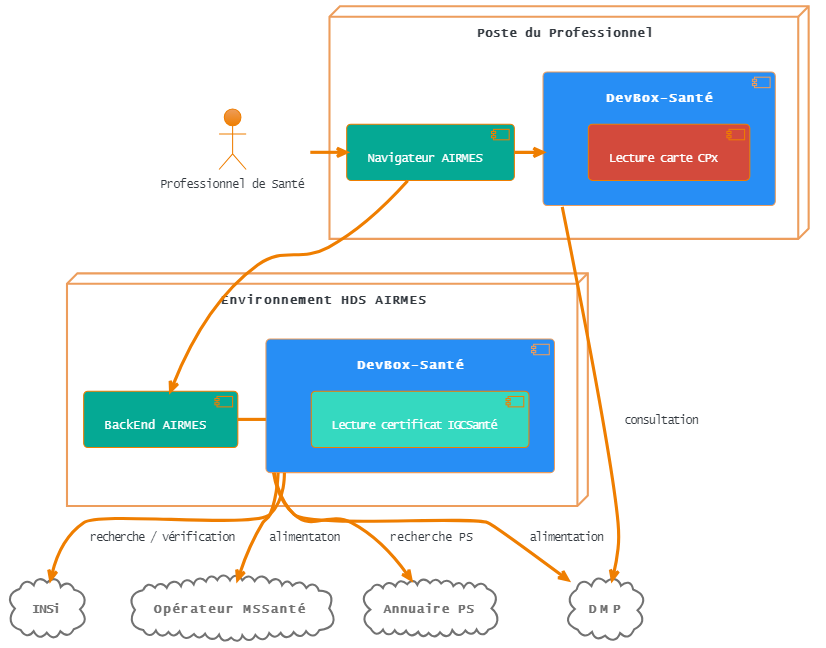 Poste du Professionnel
DevBox-Santé
Navigateur AIRMES
Lecture carte CPx
Professionnel de Santé
Environnement HDS AIRMES
DevBox-Santé
BackEnd AIRMES
Lecture certificat IGCSanté
consultation
recherche / vérification
alimentaton
recherche PS
alimentation
INSi
Opérateur MSSanté
Annuaire PS
DMP